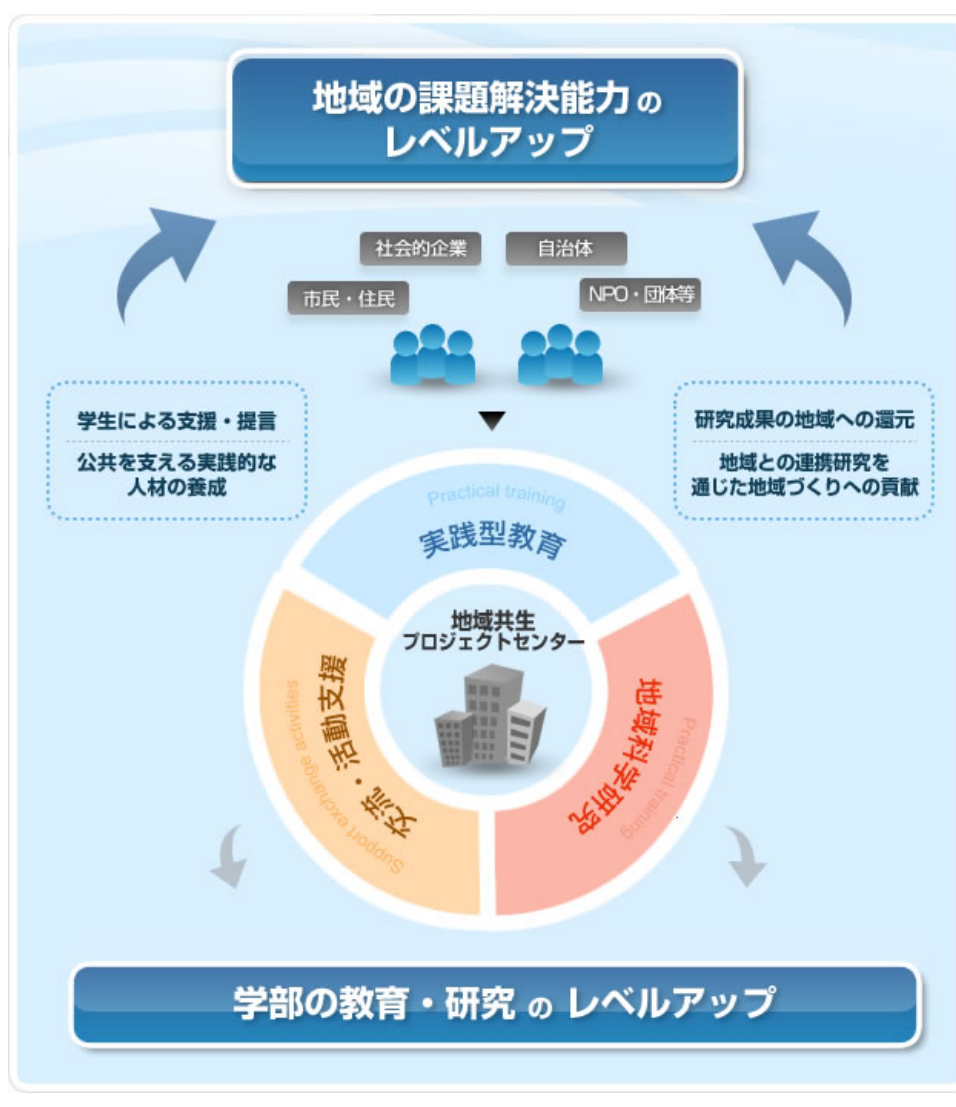 地域の課題解決能力 の
レベルアップ
社会的企業
自治体
市民・住民
NPO・団体等
学生による支援・提言
公共を支える実践的な
人材の養成
研究成果の地域への還元
地域との連携研究を
通じた地域づくりへの貢献
Practical training
実践型教育
地域共生
プロジェクトセンター
交流・活動支援
Support exchange activities
地域科学研究
Practical training
学部の教育・研究 の レベルアップ